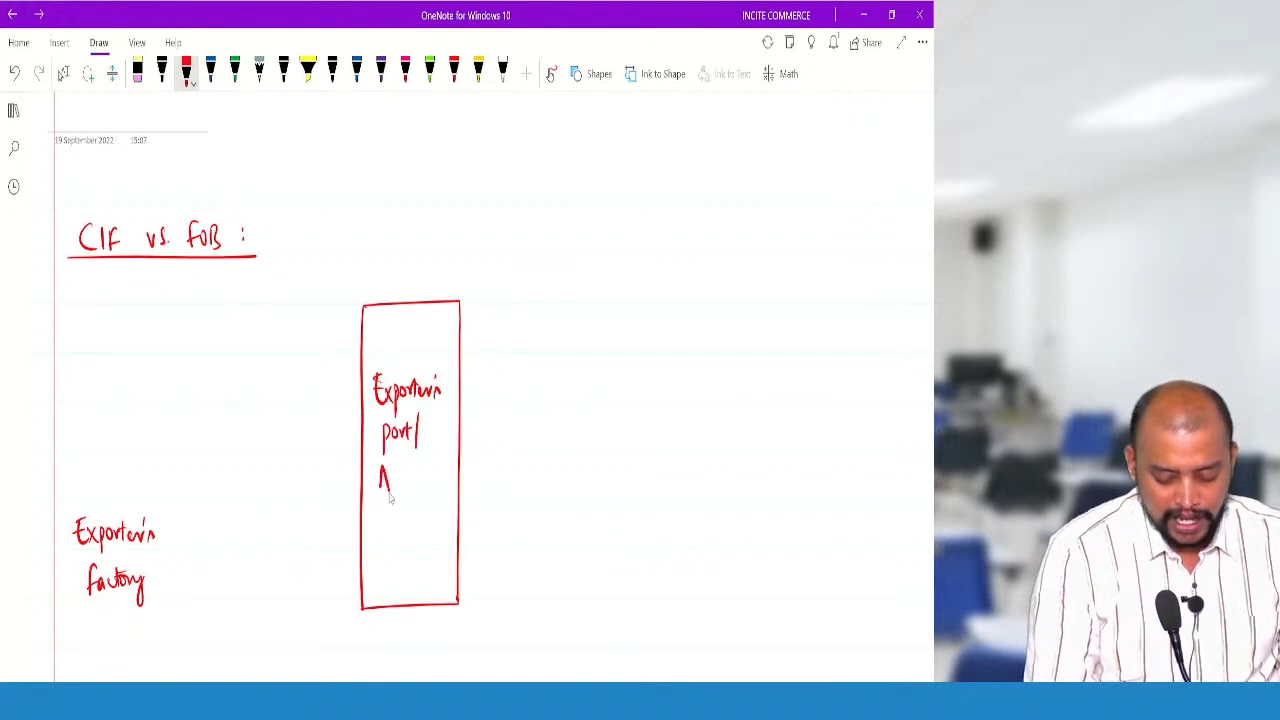 OneNote for Windows 10
INCITE COMMERCE
Home Insert Draw View Help
Share
Shapes Ink to Shape Ink to Text Math
19 September 2022 15:07
CIF vs. FOB :
Exporter's
port/
Exporter's
factory